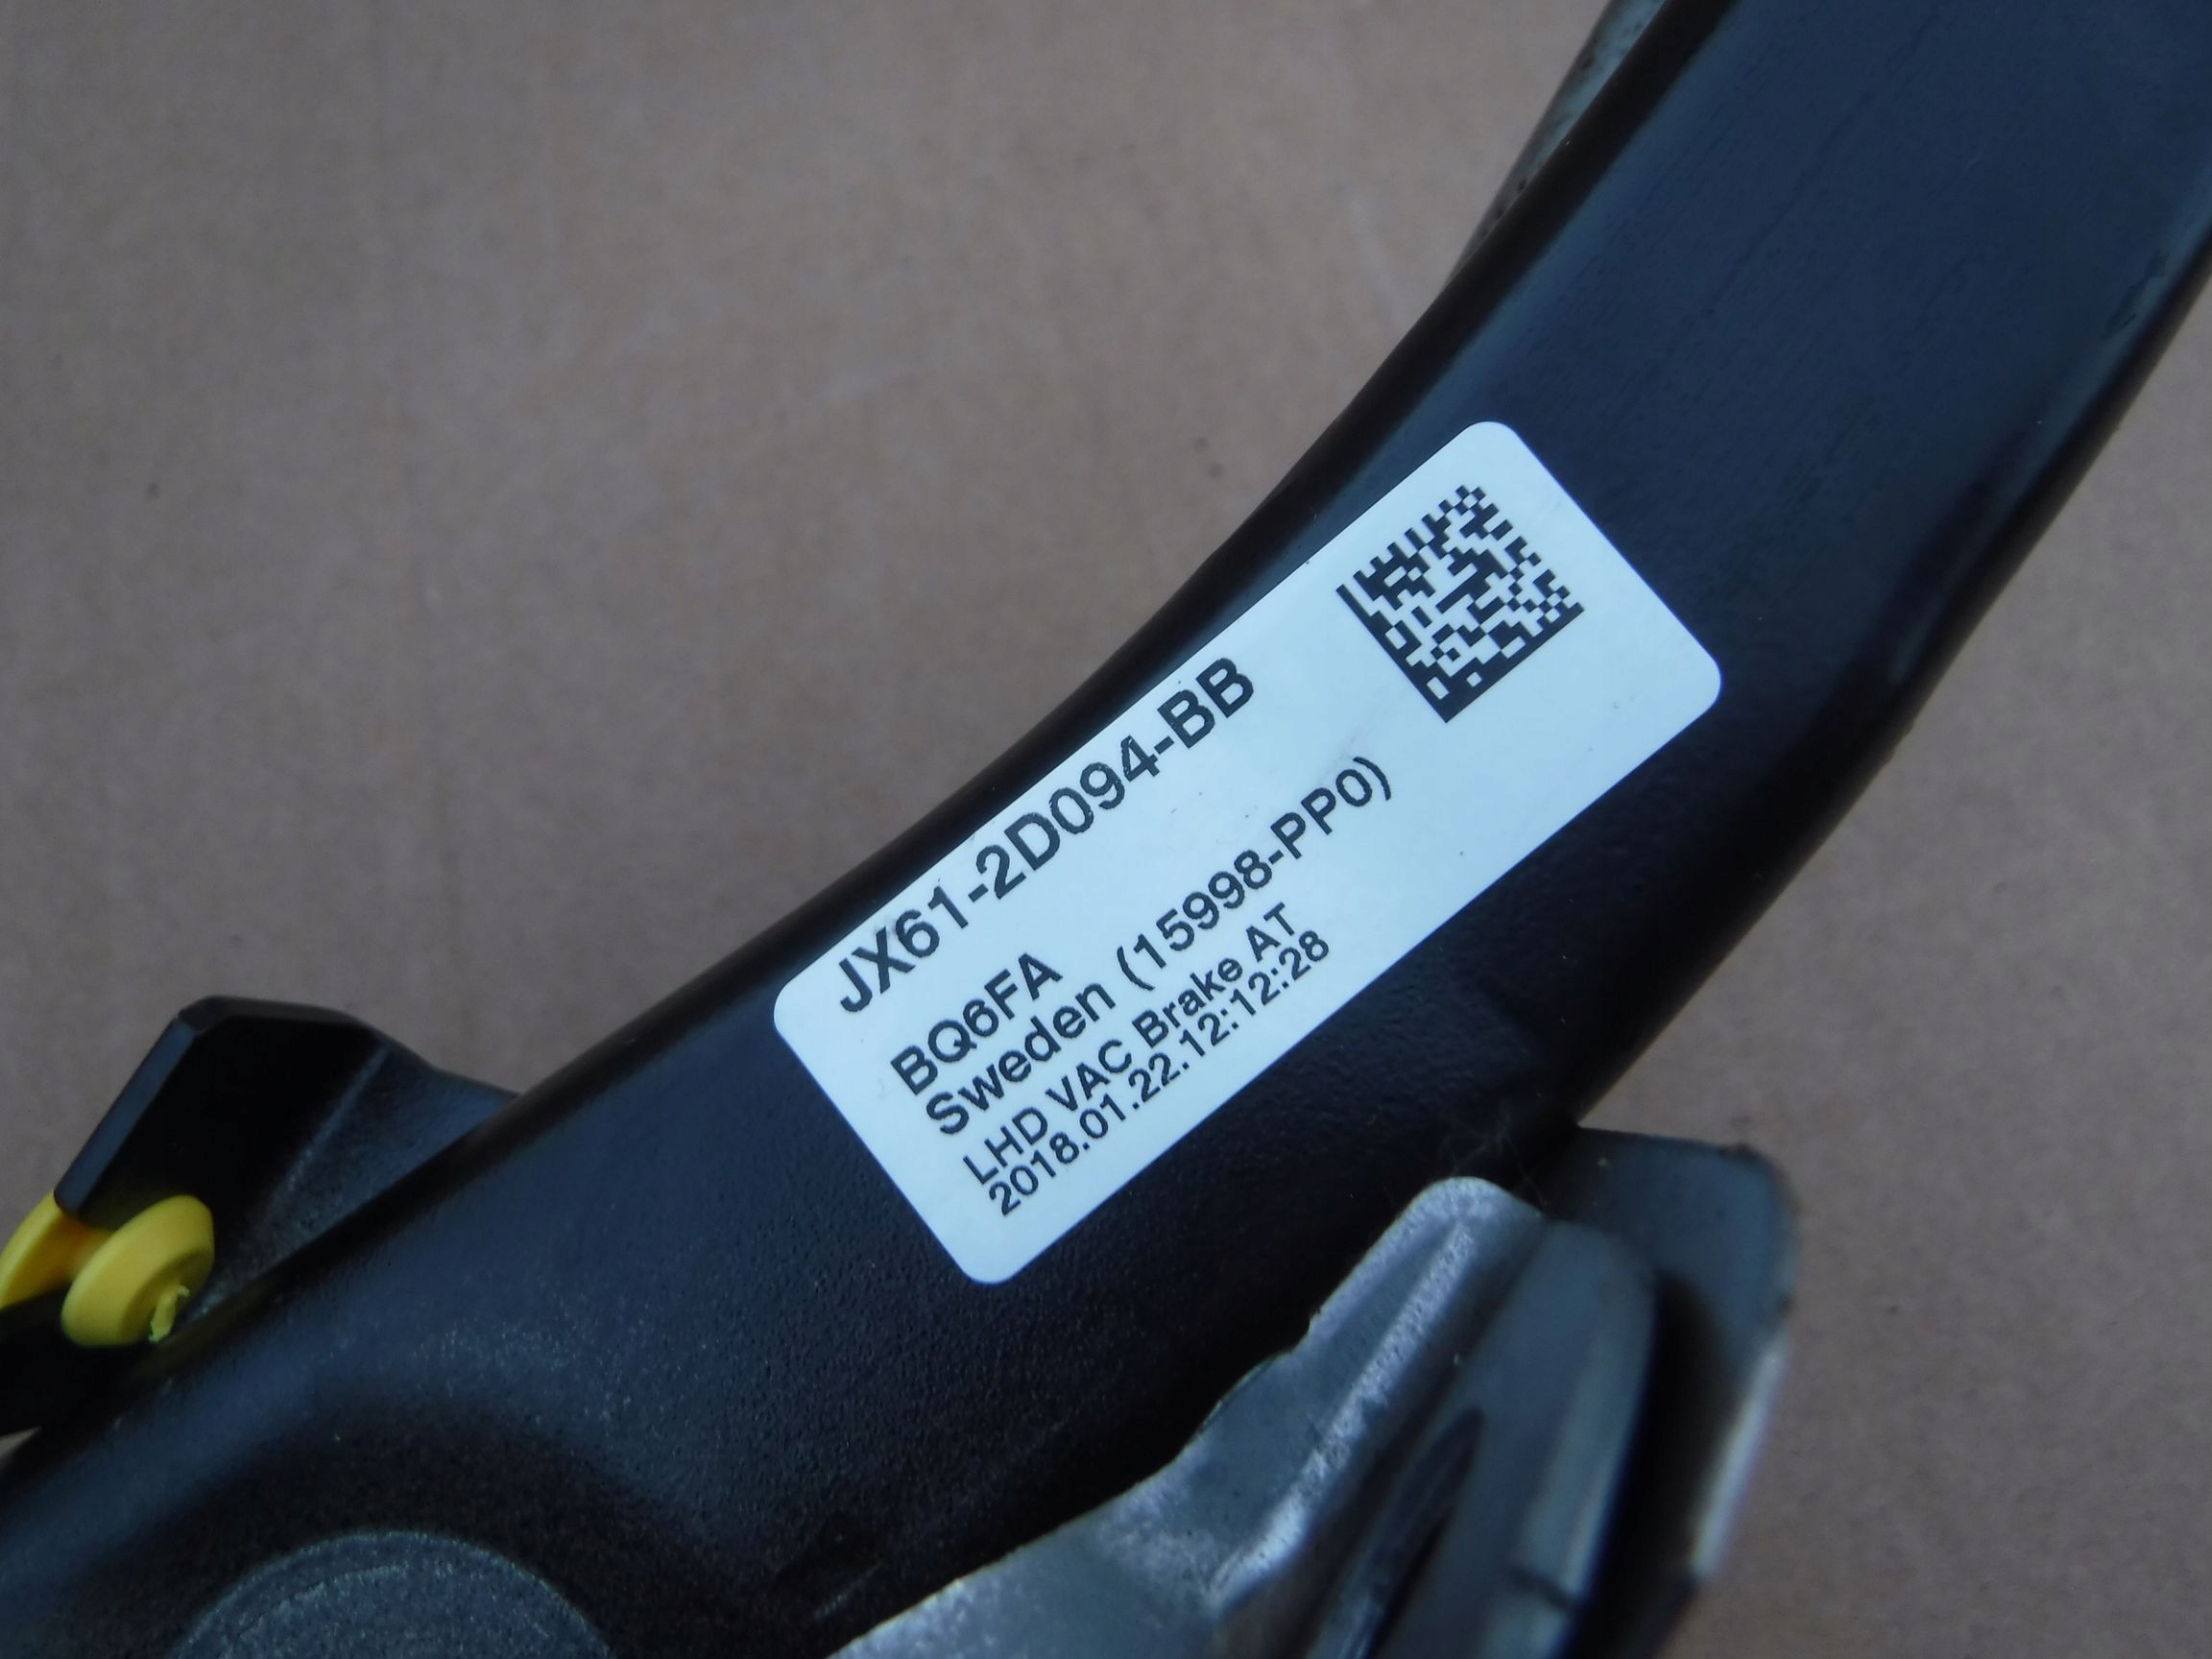 JX61-2D094-BB
BQ6FA
Sweden (15998-PP0)
LHD VAC Brake AT
2018.01.22.12:12:28